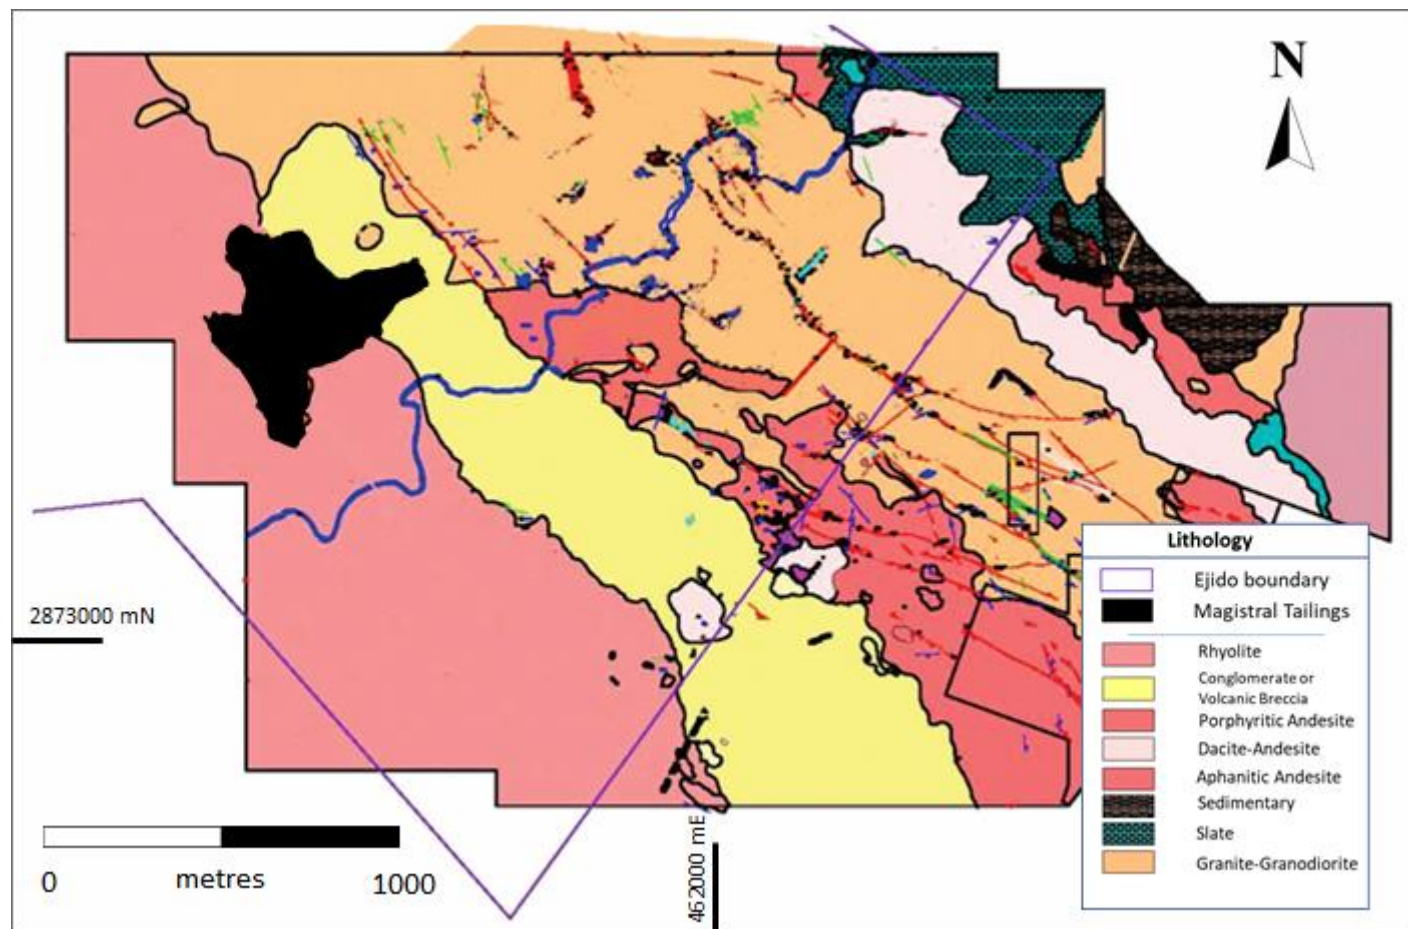 N
2873000 mN
Lithology
Ejido boundary
Magistral Tailings
Rhyolite
Conglomerate or
Volcanic Breccia
Porphyritic Andesite
Dacite-Andesite
Aphanitic Andesite
Sedimentary
Slate
Granite-Granodiorite
0 metres 1000
462000 mE